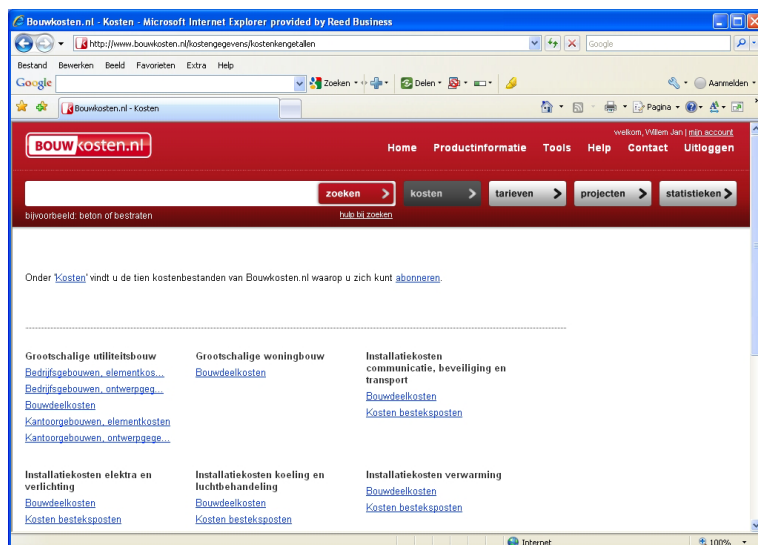 Bouwkosten.nl - Kosten - Microsoft Internet Explorer provided by Reed Business
http://www.bouwkosten.nl/kostengegevens/kostenkengetallen
Google
Bestand Bewerken Beeld Favorieten Extra Help
Google Zoeken Delen Aanmelden
Bouwkosten.nl - Kosten Pagina
welkom, Willem Jan | mijn account
BOUWkosten.nl
Home Productinformatie Tools Help Contact Uitloggen
zoeken kosten tarieven projecten statistieken
bijvoorbeeld: beton of bestraten hulp bij zoeken
Onder 'Kosten' vindt u de tien kostenbestanden van Bouwkosten.nl waarop u zich kunt abonneren.
Grootschalige utiliteitsbouw
Bedrijfsgebouwen, elementkos...
Bedrijfsgebouwen, ontwerpgeg...
Bouwdeelkosten
Kantoorgebouwen, elementkosten
Kantoorgebouwen, ontwerpgege...
Grootschalige woningbouw
Bouwdeelkosten
Installatiekosten
communicatie, beveiliging en
transport
Bouwdeelkosten
Kosten besteksposten
Installatiekosten elektra en
verlichting
Bouwdeelkosten
Kosten besteksposten
Installatiekosten koeling en
luchtbehandeling
Bouwdeelkosten
Kosten besteksposten
Installatiekosten verwarming
Bouwdeelkosten
Kosten besteksposten
Internet 100%